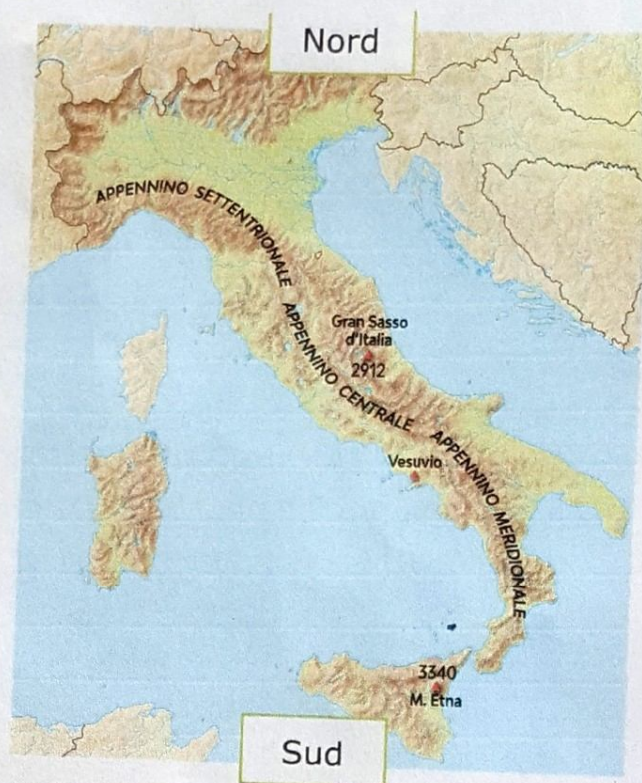 Nord
APPENNINO SETTENTRIONALE
Gran Sasso
d'Italia
2912
APPENNINO CENTRALE
APPENNINO MERIDIONALE
Vesuvio
3340
M. Etna
Sud